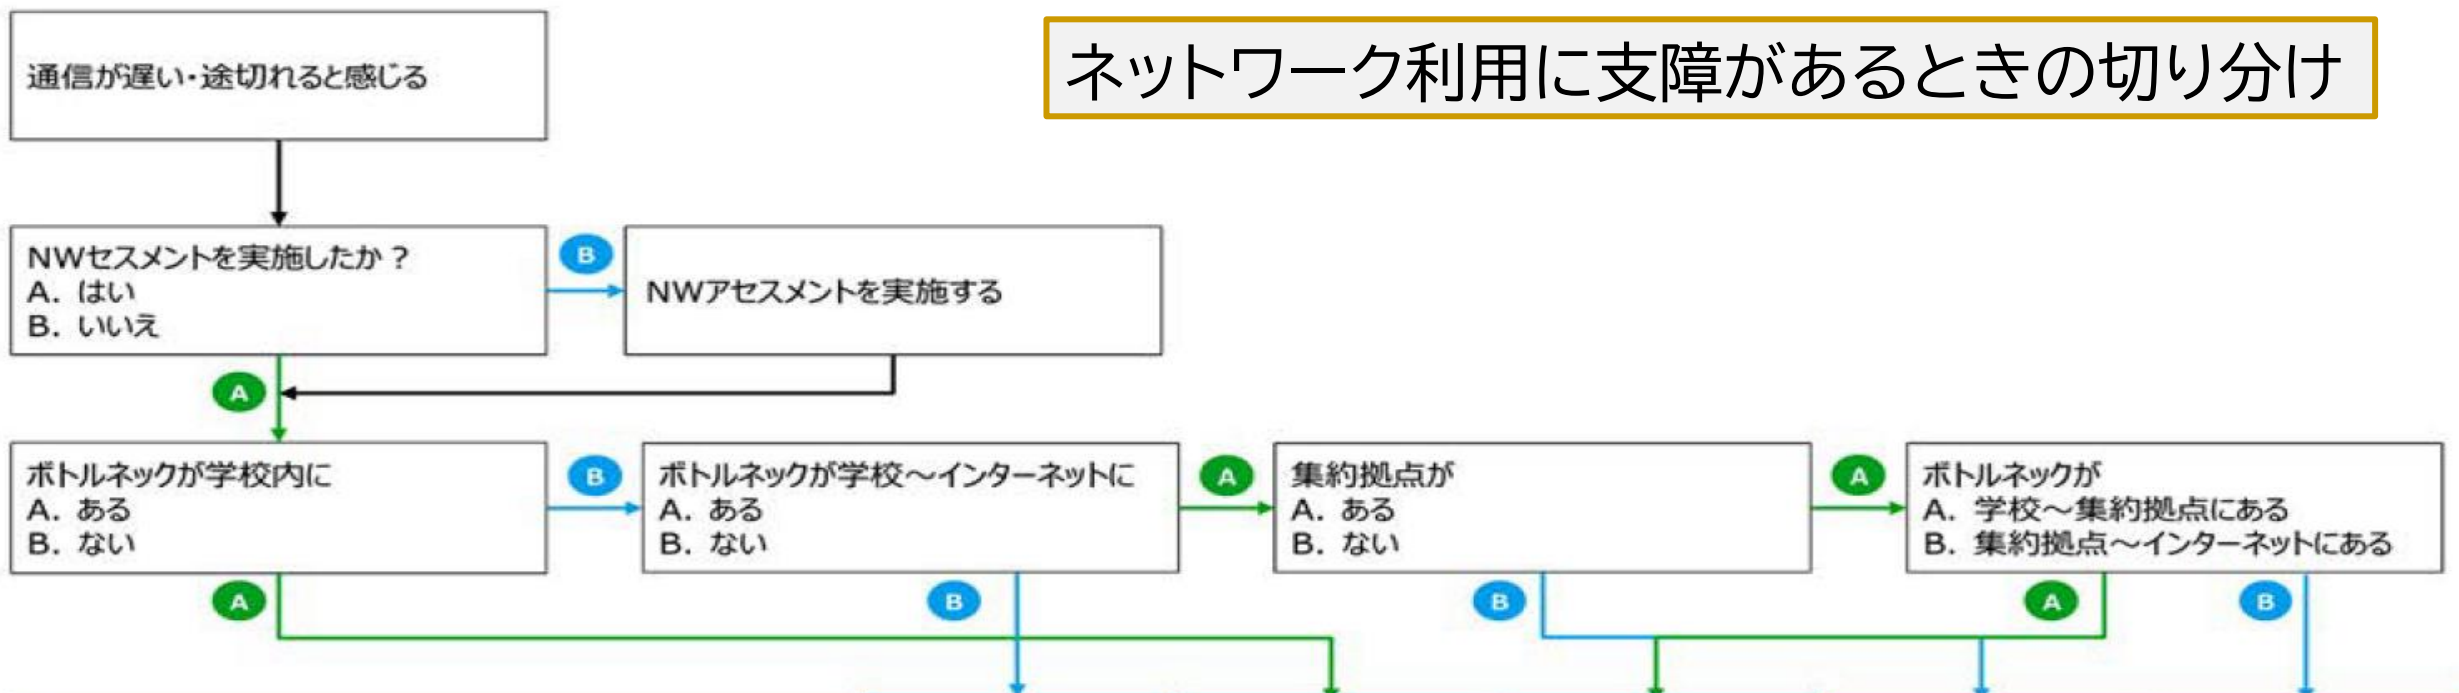 ネットワーク利用に支障があるときの切り分け
通信が遅い・途切れると感じる
NWセスメントを実施したか？
A. はい
B. いいえ
B
NWアセスメントを実施する
A
ボトルネックが学校内に
A. ある
B. ない
B
ボトルネックが学校～インターネットに
A. ある
B. ない
A
集約拠点が
A. ある
B. ない
A
ボトルネックが
A. 学校～集約拠点にある
B. 集約拠点～インターネットにある
A
B
B
A
B